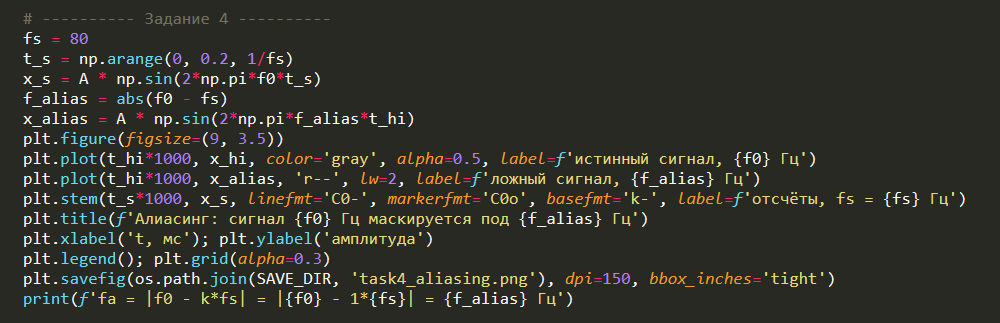 # ---------- Задание 4 ----------
fs = 80
t_s = np.arange(0, 0.2, 1/fs)
x_s = A * np.sin(2*np.pi*f0*t_s)
f_alias = abs(f0 - fs)
x_alias = A * np.sin(2*np.pi*f_alias*t_hi)
plt.figure(figsize=(9, 3.5))
plt.plot(t_hi*1000, x_hi, color='gray', alpha=0.5, label=f'истинный сигнал, {f0} Гц')
plt.plot(t_hi*1000, x_alias, 'r--', lw=2, label=f'ложный сигнал, {f_alias} Гц')
plt.stem(t_s*1000, x_s, linefmt='C0-', markerfmt='C0o', basefmt='k-', label=f'отсчёты, fs = {fs} Гц')
plt.title(f'Алиасинг: сигнал {f0} Гц маскируется под {f_alias} Гц')
plt.xlabel('t, мс'); plt.ylabel('амплитуда')
plt.legend(); plt.grid(alpha=0.3)
plt.savefig(os.path.join(SAVE_DIR, 'task4_aliasing.png'), dpi=150, bbox_inches='tight')
print(f'fa = |f0 - k*fs| = |{f0} - 1*{fs}| = {f_alias} Гц')